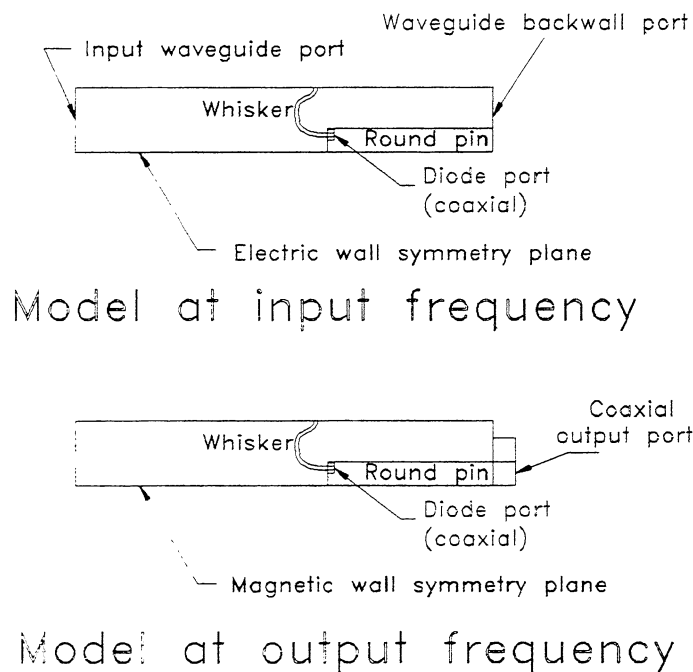 Waveguide backwall port
Input waveguide port
Whisker
Round pin
Diode port
(coaxial)
Electric wall symmetry plane
Model at input frequency
Coaxial
output port
Whisker
Round pin
Diode port
(coaxial)
Magnetic wall symmetry plane
Model at output frequency